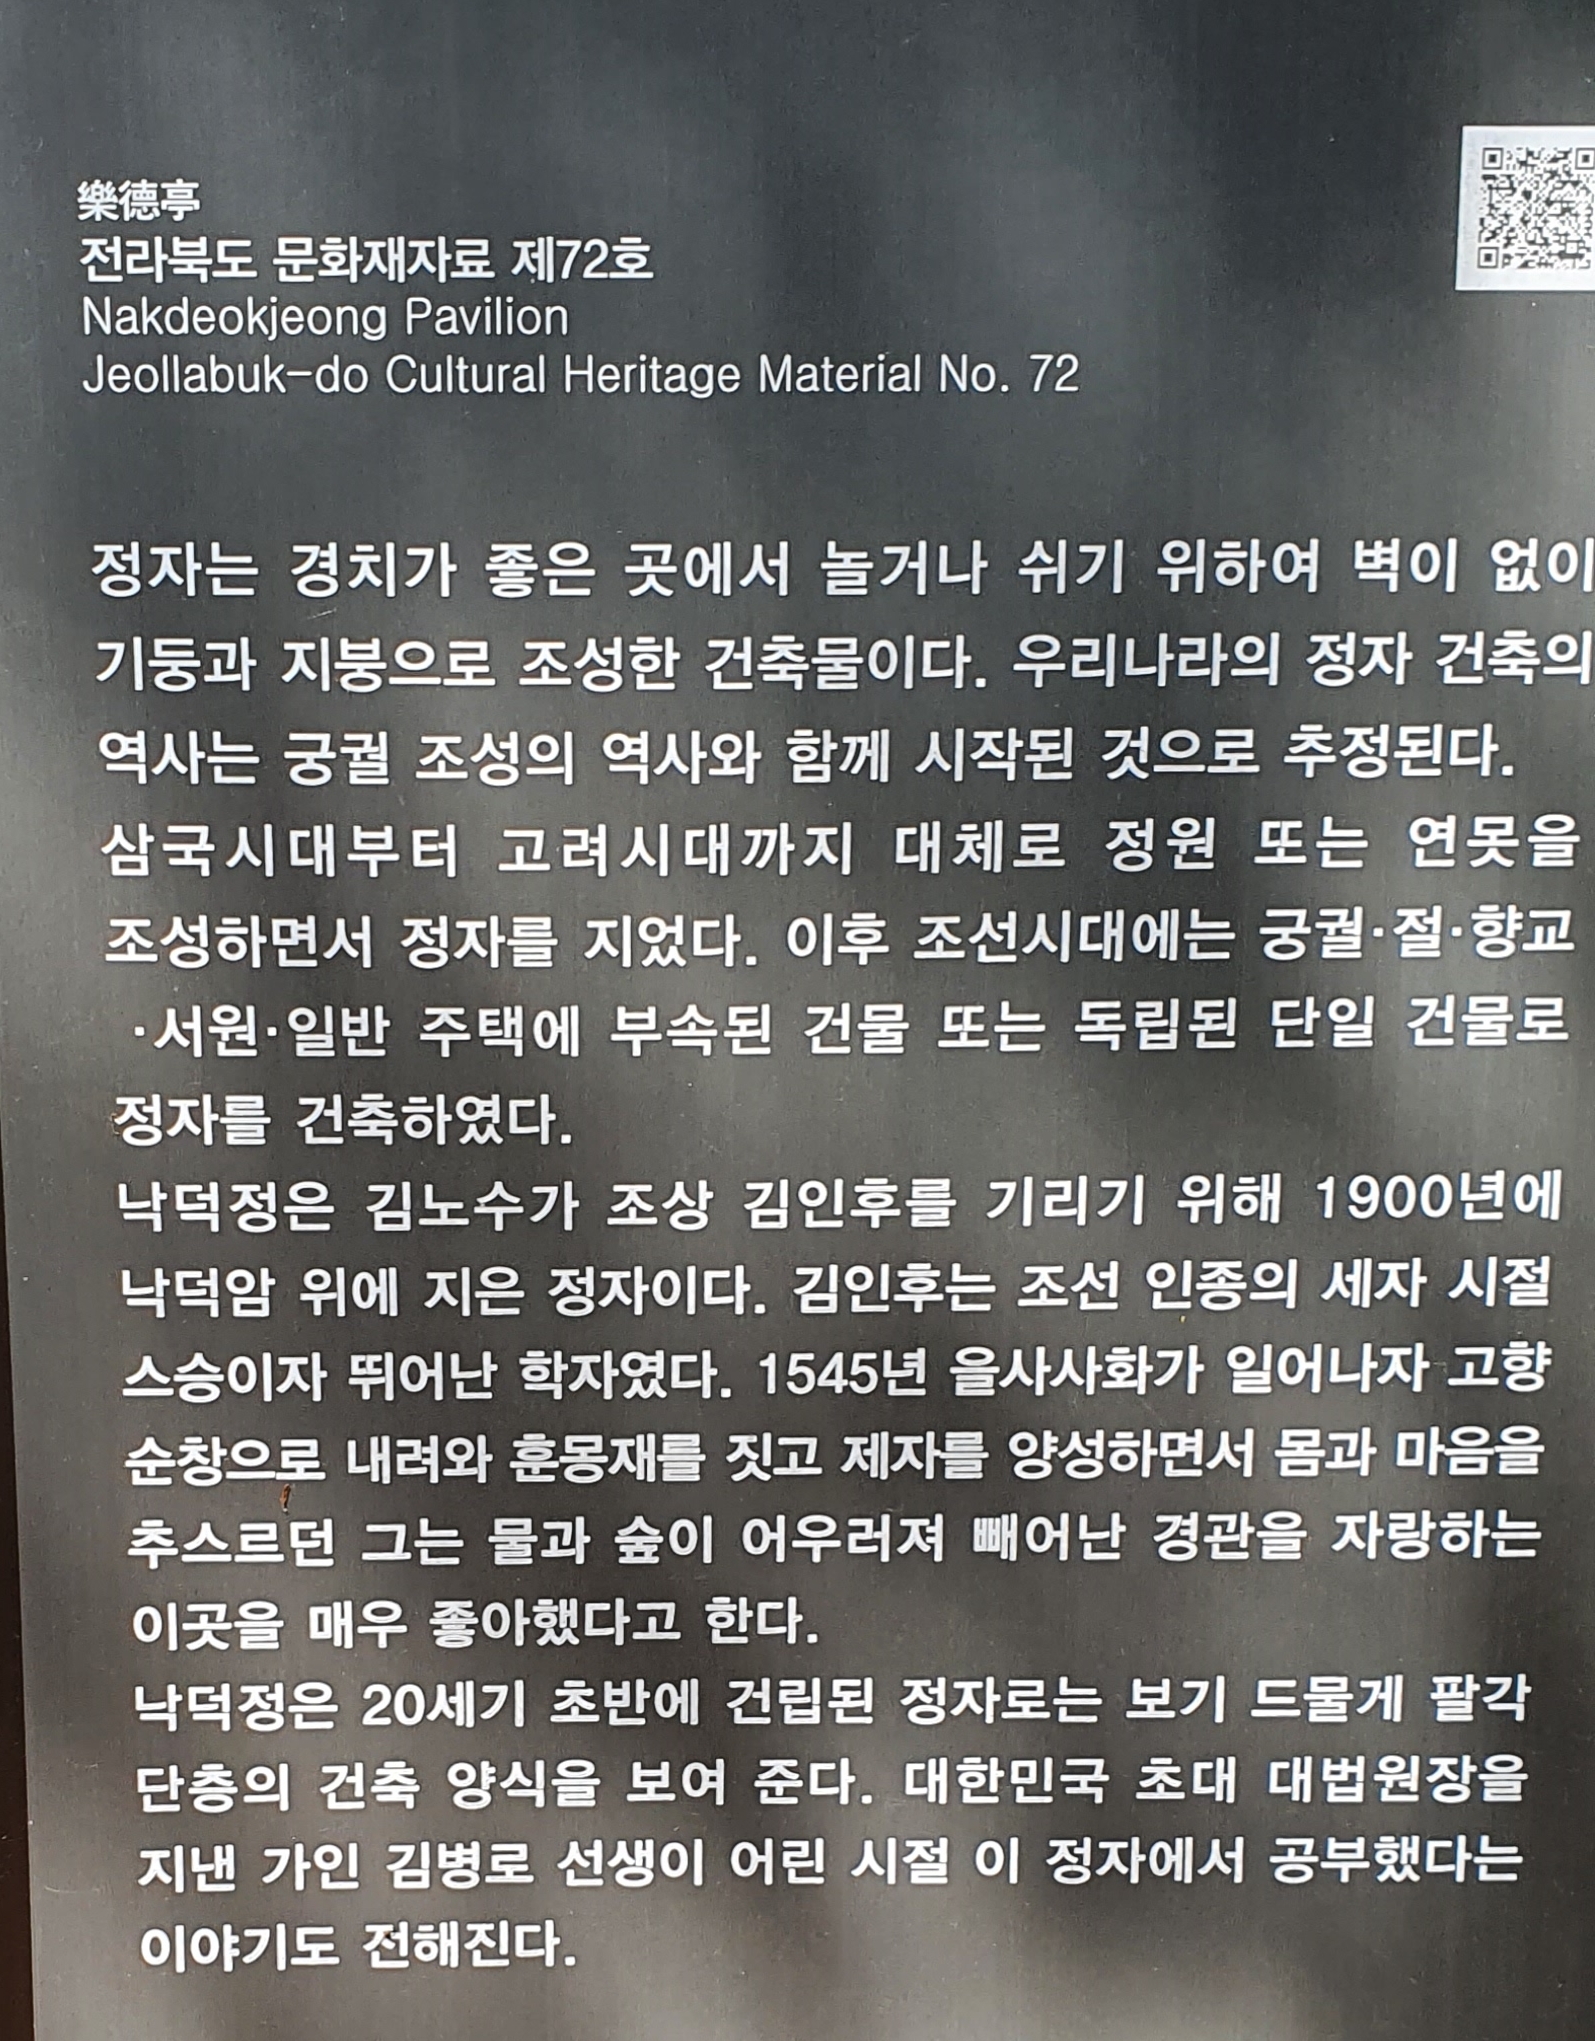 樂德亭
전라북도 문화재자료 제72호
Nakdeokjeong Pavilion
Jeollabuk-do Cultural Heritage Material No. 72
정자는 경치가 좋은 곳에서 놀거나 쉬기 위하여 벽이 없이
기둥과 지붕으로 조성한 건축물이다. 우리나라의 정자 건축의
역사는 궁궐 조성의 역사와 함께 시작된 것으로 추정된다.
삼국시대부터 고려시대까지 대체로 정원 또는 연못을
조성하면서 정자를 지었다. 이후 조선시대에는 궁궐·절·향교
·서원·일반 주택에 부속된 건물 또는 독립된 단일 건물로
정자를 건축하였다.
낙덕정은 김노수가 조상 김인후를 기리기 위해 1900년에
낙덕암 위에 지은 정자이다. 김인후는 조선 인종의 세자 시절
스승이자 뛰어난 학자였다. 1545년 을사사화가 일어나자 고향
순창으로 내려와 훈몽재를 짓고 제자를 양성하면서 몸과 마음을
추스르던 그는 물과 숲이 어우러져 빼어난 경관을 자랑하는
이곳을 매우 좋아했다고 한다.
낙덕정은 20세기 초반에 건립된 정자로는 보기 드물게 팔각
단층의 건축 양식을 보여 준다. 대한민국 초대 대법원장을
지낸 가인 김병로 선생이 어린 시절 이 정자에서 공부했다는
이야기도 전해진다.